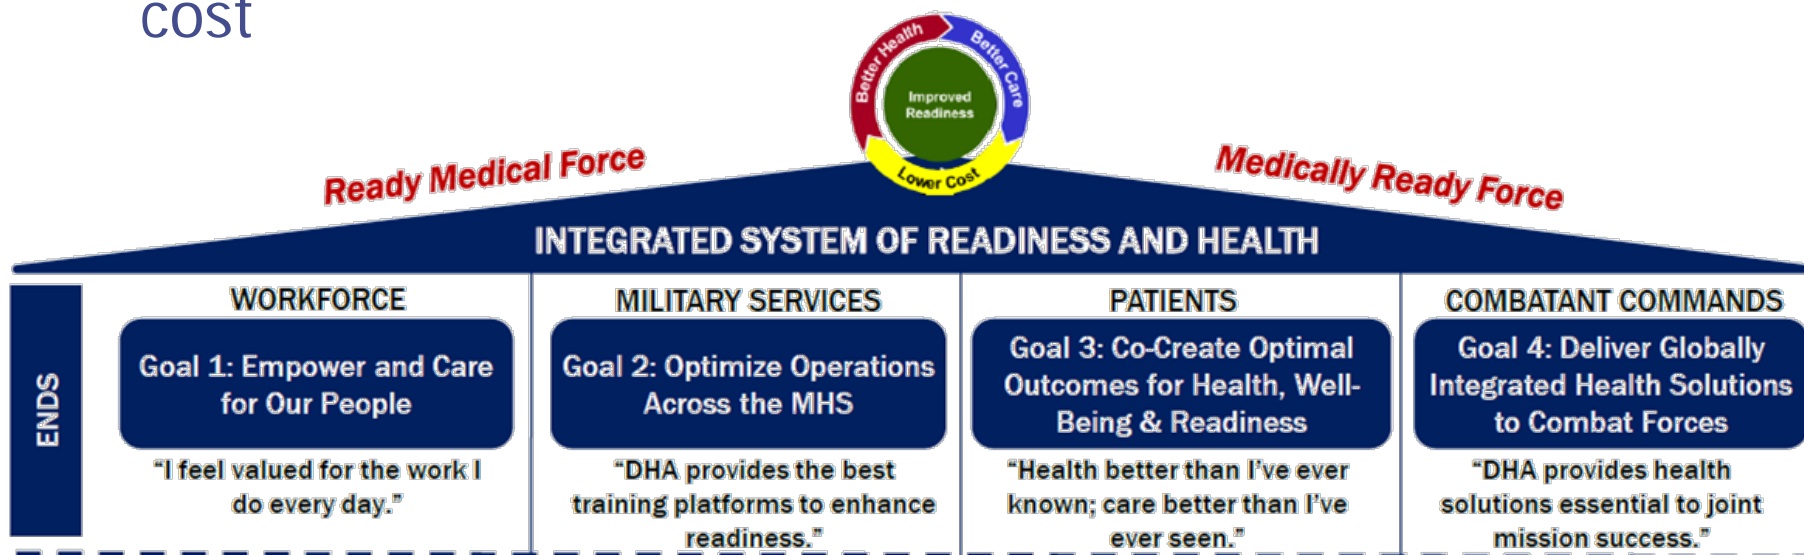 cost
Better Health
Better Care
Improved
Readiness
Lower Cost
Ready Medical Force
Medically Ready Force
INTEGRATED SYSTEM OF READINESS AND HEALTH
ENDS
WORKFORCE
Goal 1: Empower and Care
for Our People
“I feel valued for the work I
do every day.”
MILITARY SERVICES
Goal 2: Optimize Operations
Across the MHS
“DHA provides the best
training platforms to enhance
readiness.”
PATIENTS
Goal 3: Co-Create Optimal
Outcomes for Health, Well-
Being & Readiness
“Health better than I’ve ever
known; care better than I’ve
ever seen.”
COMBATANT COMMANDS
Goal 4: Deliver Globally
Integrated Health Solutions
to Combat Forces
“DHA provides health
solutions essential to joint
mission success.”